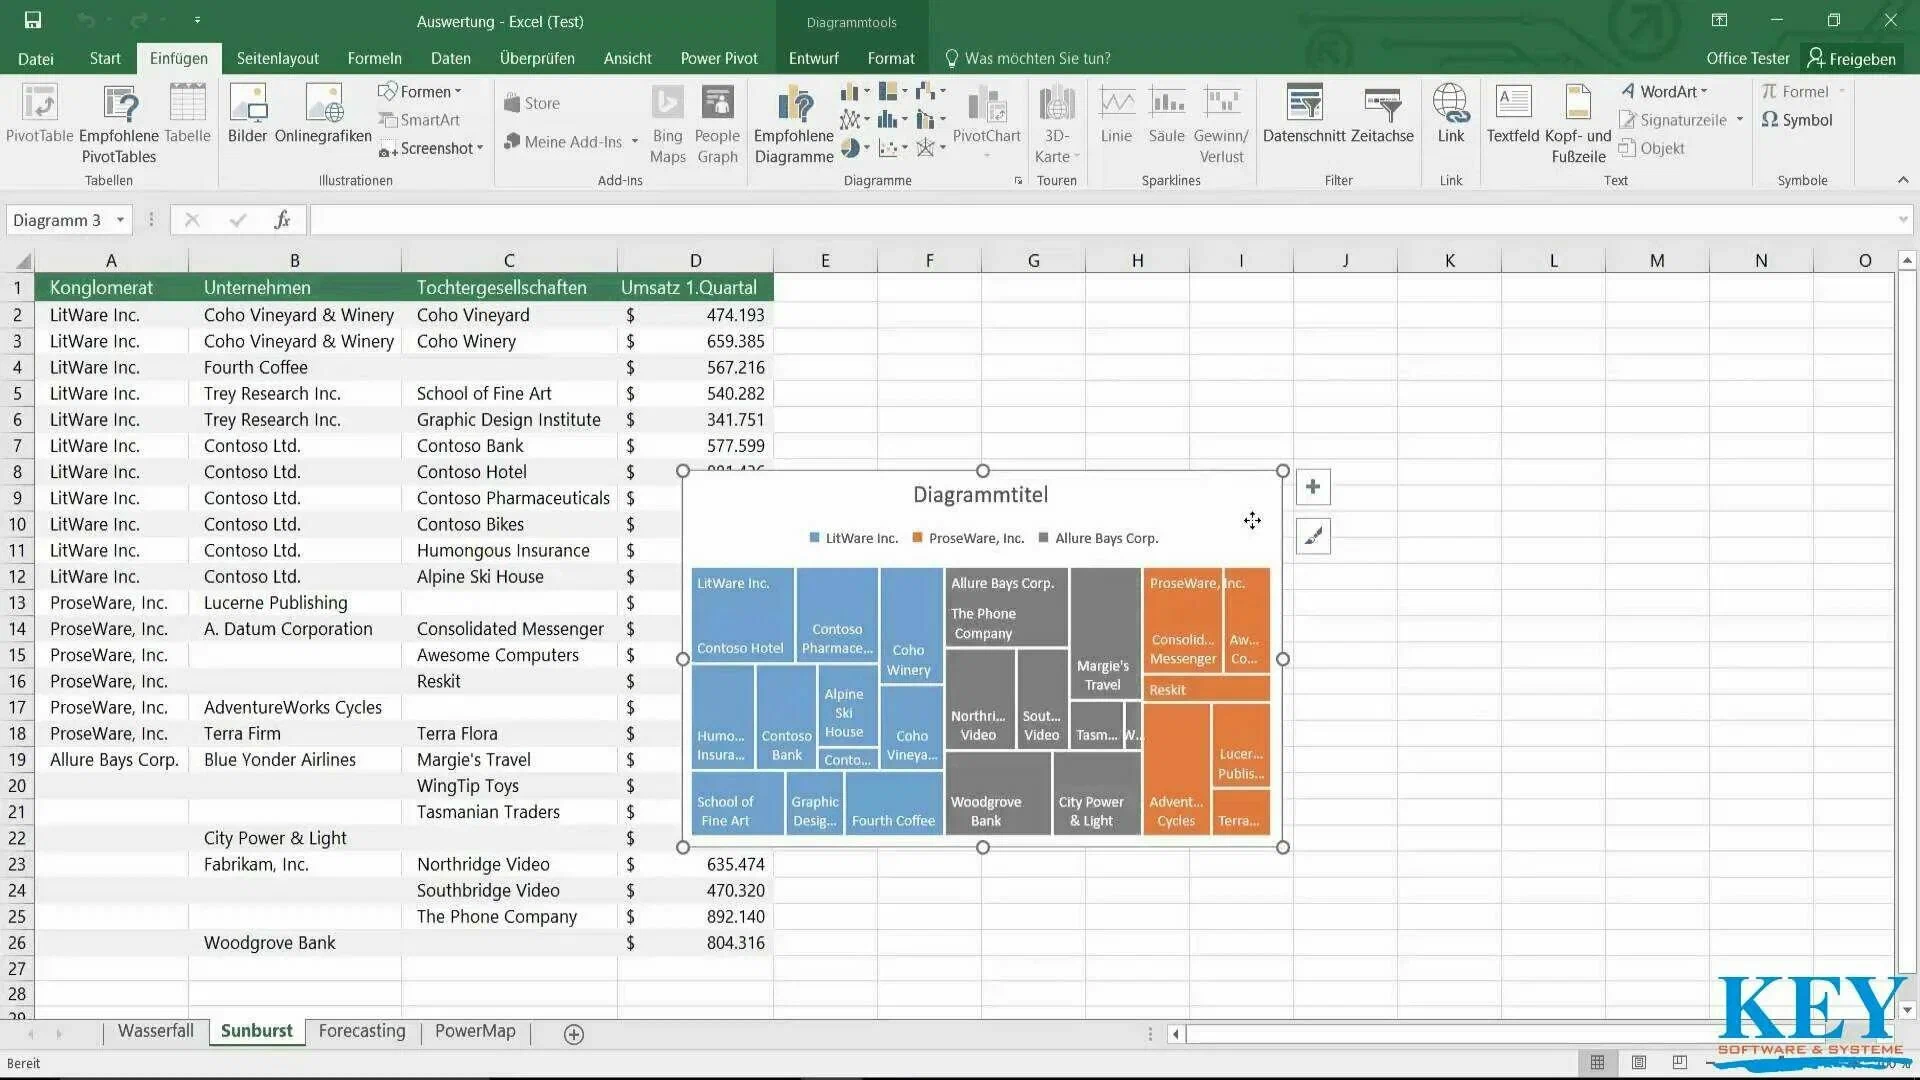 Auswertung - Excel (Test)
Diagrammtools
Datei Start Einfügen Seitenlayout Formeln Daten Überprüfen Ansicht Power Pivot Entwurf Format Was möchten Sie tun? Office Tester Freigeben
PivotTable Empfohlene PivotTables Tabelle
Tabellen
Bilder Onlinegrafiken Formen SmartArt Screenshot
Illustrationen
Store Meine Add-Ins Bing Maps People Graph
Add-Ins
Empfohlene Diagramme PivotChart
Diagramme
3D-Karte
Touren
Linie Säule Gewinn/Verlust
Sparklines
Datenschnitt Zeitachse
Filter
Link
Link
Textfeld Kopf- und Fußzeile WordArt Signaturzeile Objekt
Text
π Formel Ω Symbol
Symbole
Diagramm 3 fx
A B C D E F G H I J K L M N O
1 Konglomerat Unternehmen Tochtergesellschaften Umsatz 1.Quartal
2 LitWare Inc. Coho Vineyard & Winery Coho Vineyard $ 474.193
3 LitWare Inc. Coho Vineyard & Winery Coho Winery $ 659.385
4 LitWare Inc. Fourth Coffee $ 567.216
5 LitWare Inc. Trey Research Inc. School of Fine Art $ 540.282
6 LitWare Inc. Trey Research Inc. Graphic Design Institute $ 341.751
7 LitWare Inc. Contoso Ltd. Contoso Bank $ 577.599
8 LitWare Inc. Contoso Ltd. Contoso Hotel $
9 LitWare Inc. Contoso Ltd. Contoso Pharmaceuticals $
10 LitWare Inc. Contoso Ltd. Contoso Bikes $
11 LitWare Inc. Contoso Ltd. Humongous Insurance $
12 LitWare Inc. Contoso Ltd. Alpine Ski House $
13 ProseWare, Inc. Lucerne Publishing $
14 ProseWare, Inc. A. Datum Corporation Consolidated Messenger $
15 ProseWare, Inc. Awesome Computers $
16 ProseWare, Inc. Reskit $
17 ProseWare, Inc. AdventureWorks Cycles $
18 ProseWare, Inc. Terra Firm Terra Flora $
19 Allure Bays Corp. Blue Yonder Airlines Margie's Travel $
20 WingTip Toys $
21 Tasmanian Traders $
22 City Power & Light $
23 Fabrikam, Inc. Northridge Video $ 635.474
24 Southbridge Video $ 470.320
25 The Phone Company $ 892.140
26 Woodgrove Bank $ 804.316
27
28
Diagrammtitel
LitWare Inc. ProseWare, Inc. Allure Bays Corp.
LitWare Inc.
Contoso Hotel
Contoso
Pharmace...
Coho
Winery
Humo...
Insura...
Contoso
Bank
Alpine
Ski
House
Conto...
Coho
Vineya...
School of
Fine Art
Graphic
Desig...
Fourth Coffee
Allure Bays Corp.
The Phone
Company
Margie's
Travel
Northri...
Video
Sout...
Video
Tasm...
W...
Woodgrove
Bank
City Power
& Light
ProseWare, Inc.
Consolid...
Messenger
Aw...
Co...
Reskit
Advent...
Cycles
Lucer...
Publis...
Terra...
Wasserfall Sunburst Forecasting PowerMap
Bereit
KEY
SOFTWARE & SYSTEME